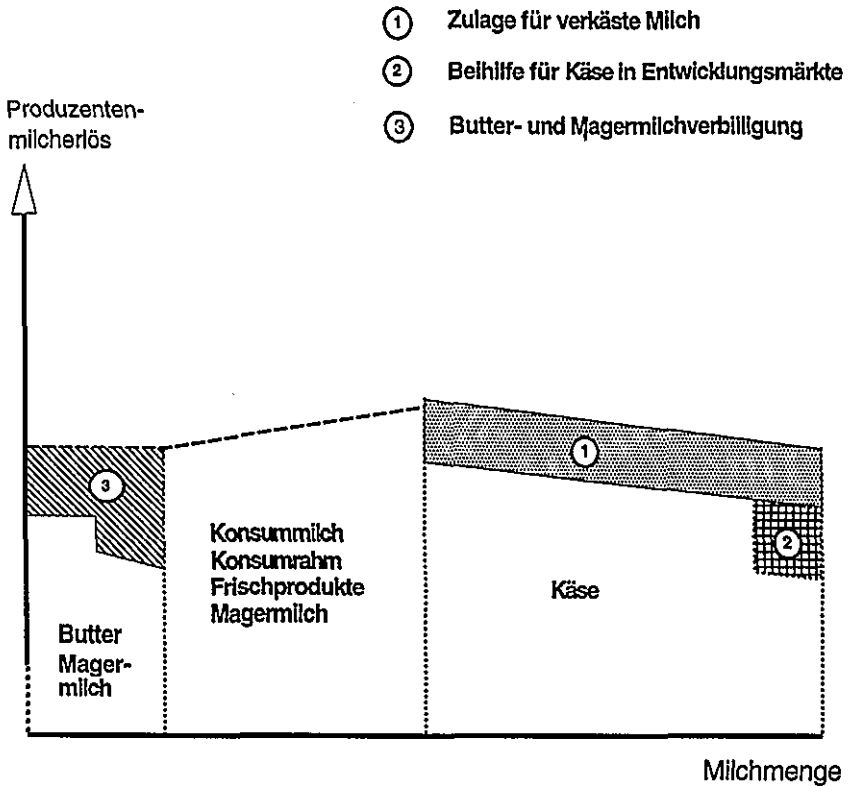 ① Zulage für verkäste Milch
② Beihilfe für Käse in Entwicklungsmärkte
③ Butter- und Magermilchverbilligung
Produzenten-
milcherlös
①
③
②
Konsummilch
Konsumrahm
Frischprodukte
Magermilch
Käse
Butter
Mager-
milch
Milchmenge